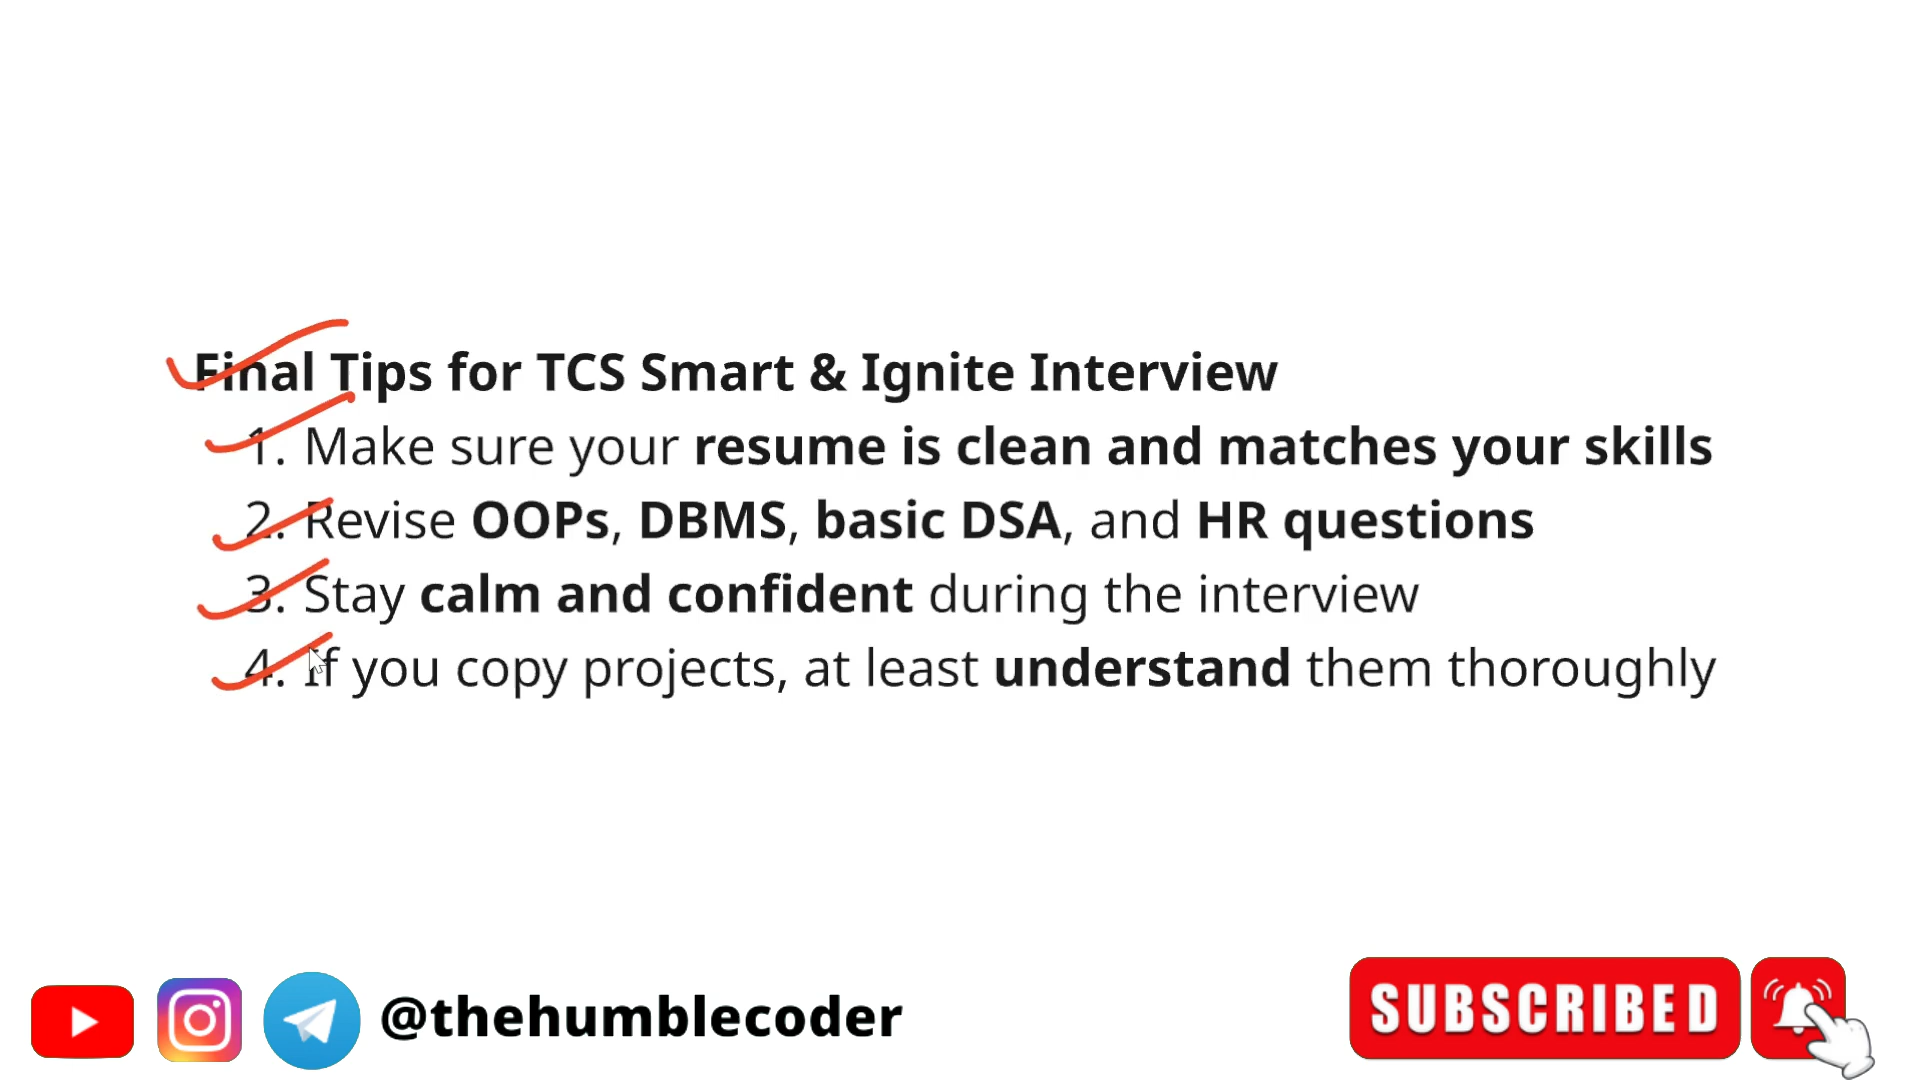 Final Tips for TCS Smart & Ignite Interview
1. Make sure your resume is clean and matches your skills
2. Revise OOPs, DBMS, basic DSA, and HR questions
3. Stay calm and confident during the interview
4. If you copy projects, at least understand them thoroughly
@thehumblecoder
SUBSCRIBED